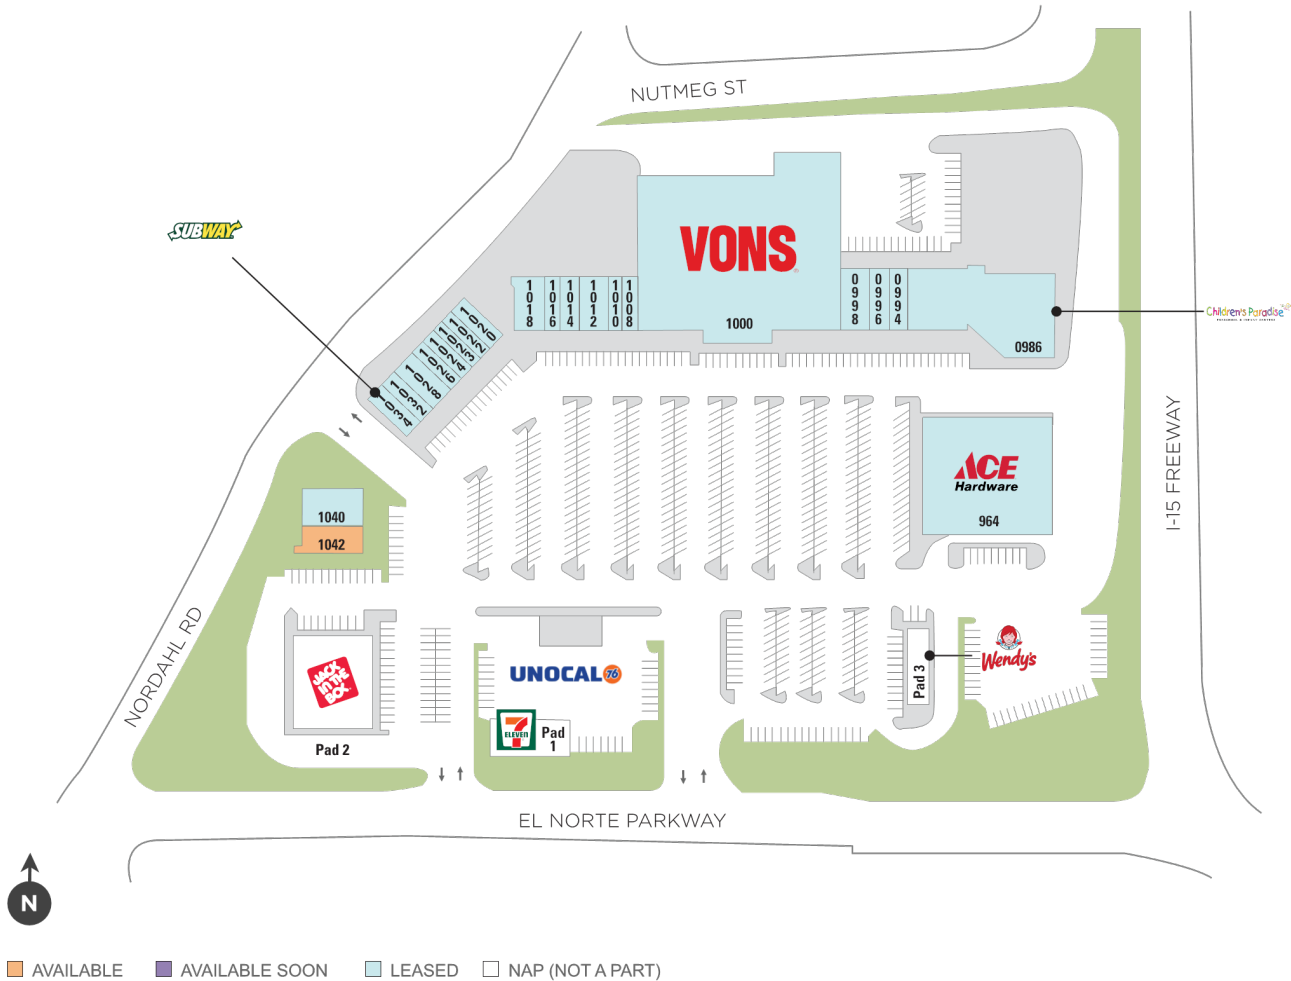 NUTMEG ST
SUBWAY
VONS
1000
1018
1016
1014
1012
1010
1008
0998
0996
0994
Children's Paradise
0986
1020
1022
1023
1024
1026
1028
1032
1034
ACE
Hardware
964
I-15 FREEWAY
1040
1042
NORDAHL RD
JACK
IN THE
BOX
Pad 2
UNOCAL 76
7
ELEVEN
Pad
1
Pad 3
Wendy's
EL NORTE PARKWAY
N
AVAILABLE
AVAILABLE SOON
LEASED
NAP (NOT A PART)